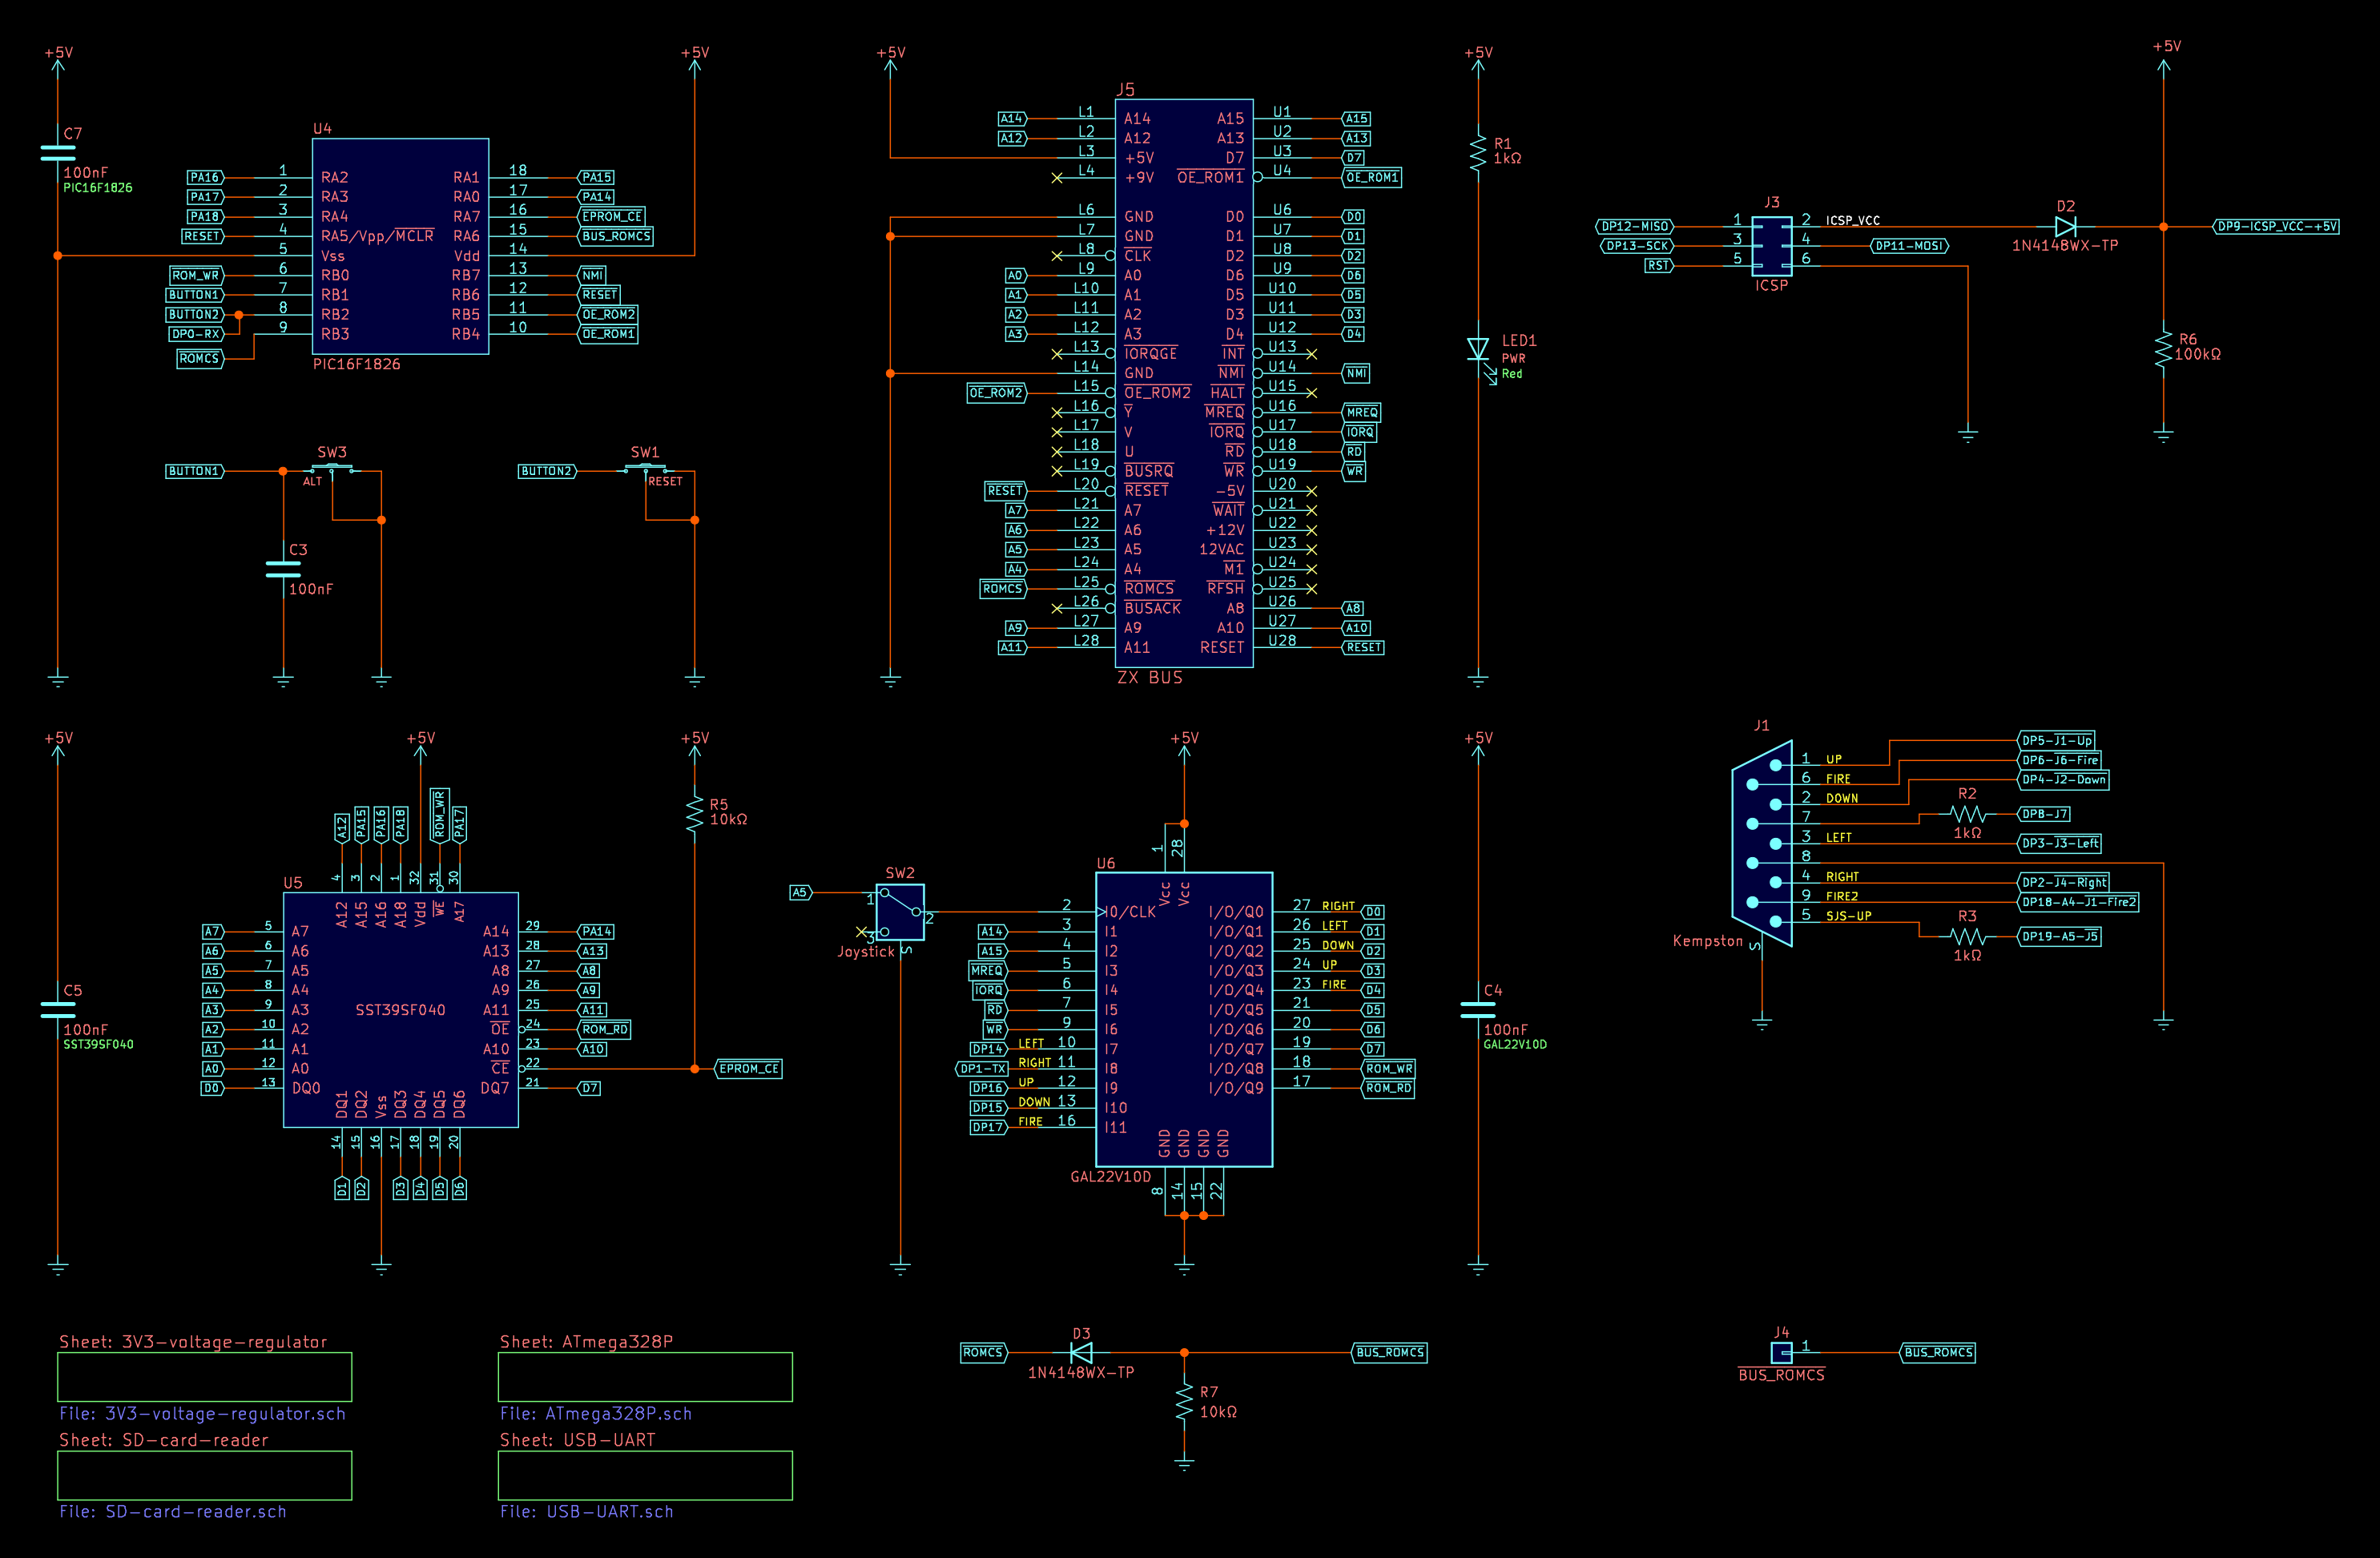 +5V
C7
100nF
PIC16F1826
U4
PA16 1 RA2 RA1 18 PA15
PA17 2 RA3 RA0 17 PA14
PA18 3 RA4 RA7 16 EPROM_CE
RESET 4 RA5/Vpp/MCLR RA6 15 BUS_ROMCS
5 Vss Vdd 14
ROM_WR 6 RB0 RB7 13 NMI
BUTTON1 7 RB1 RB6 12 RESET
BUTTON2 8 RB2 RB5 11 OE_ROM2
DP0-RX 9 RB3 RB4 10 OE_ROM1
ROMCS
PIC16F1826
+5V
BUTTON1
SW3
ALT
C3
100nF
BUTTON2
SW1
RESET
+5V
J5
A14 L1 A14 A15 U1 A15
A12 L2 A12 A13 U2 A13
L3 +5V D7 U3 D7
L4 +9V OE_ROM1 U4 OE_ROM1
L6 GND D0 U6 D0
L7 GND D1 U7 D1
L8 CLK D2 U8 D2
A0 L9 A0 D6 U9 D6
A1 L10 A1 D5 U10 D5
A2 L11 A2 D3 U11 D3
A3 L12 A3 D4 U12 D4
L13 IORQGE INT U13
L14 GND NMI U14 NMI
OE_ROM2 L15 OE_ROM2 HALT U15
L16 Y MREQ U16 MREQ
L17 V IORQ U17 IORQ
L18 U RD U18 RD
L19 BUSRQ WR U19 WR
RESET L20 RESET -5V U20
A7 L21 A7 WAIT U21
A6 L22 A6 +12V U22
A5 L23 A5 12VAC U23
A4 L24 A4 M1 U24
ROMCS L25 ROMCS RFSH U25
L26 BUSACK A8 U26 A8
A9 L27 A9 A10 U27 A10
A11 L28 A11 RESET U28 RESET
ZX BUS
+5V
R1
1kΩ
LED1
PWR
Red
J3
DP12-MISO 1 2 ICSP_VCC
DP13-SCK 3 4 DP11-MOSI
RST 5 6
ICSP
D2
1N4148WX-TP
+5V
DP9-ICSP_VCC-+5V
R6
100kΩ
+5V
C5
100nF
SST39SF040
+5V
A12 PA15 PA16 PA18 ROM_WR PA17
4 3 2 1 32 31 30
U5
A12 A15 A16 A18 Vdd WE A17
A7 5 A7 A14 29 PA14
A6 6 A6 A13 28 A13
A5 7 A5 A8 27 A8
A4 8 A4 A9 26 A9
A3 9 A3 SST39SF040 A11 25 A11
A2 10 A2 OE 24 ROM_RD
A1 11 A1 A10 23 A10
A0 12 A0 CE 22 EPROM_CE
D0 13 DQ0 DQ7 21 D7
DQ1 DQ2 Vss DQ3 DQ4 DQ5 DQ6
14 15 16 17 18 19 20
D1 D2 D3 D4 D5 D6
+5V
R5
10kΩ
A5
SW2
1
2
3
S
Joystick
+5V
1 28
U6
Vcc Vcc
2 I0/CLK I/O/Q0 27 RIGHT D0
A14 3 I1 I/O/Q1 26 LEFT D1
A15 4 I2 I/O/Q2 25 DOWN D2
MREQ 5 I3 I/O/Q3 24 UP D3
IORQ 6 I4 I/O/Q4 23 FIRE D4
RD 7 I5 I/O/Q5 21 D5
WR 9 I6 I/O/Q6 20 D6
DP14 LEFT 10 I7 I/O/Q7 19 D7
DP1-TX RIGHT 11 I8 I/O/Q8 18 ROM_WR
DP16 UP 12 I9 I/O/Q9 17 ROM_RD
DP15 DOWN 13 I10
DP17 FIRE 16 I11
GND GND GND GND
GAL22V10D
8 14 15 22
+5V
C4
100nF
GAL22V10D
J1
1 UP DP5-J1-Up
6 FIRE DP6-J6-Fire
2 DOWN DP4-J2-Down
7 R2 1kΩ DP8-J7
3 LEFT DP3-J3-Left
8
4 RIGHT DP2-J4-Right
9 FIRE2 DP18-A4-J1-Fire2
5 SJS-UP R3 1kΩ DP19-A5-J5
Kempston
S
Sheet: 3V3-voltage-regulator
File: 3V3-voltage-regulator.sch
Sheet: SD-card-reader
File: SD-card-reader.sch
Sheet: ATmega328P
File: ATmega328P.sch
Sheet: USB-UART
File: USB-UART.sch
ROMCS
D3
1N4148WX-TP
BUS_ROMCS
R7
10kΩ
J4
1
BUS_ROMCS
BUS_ROMCS